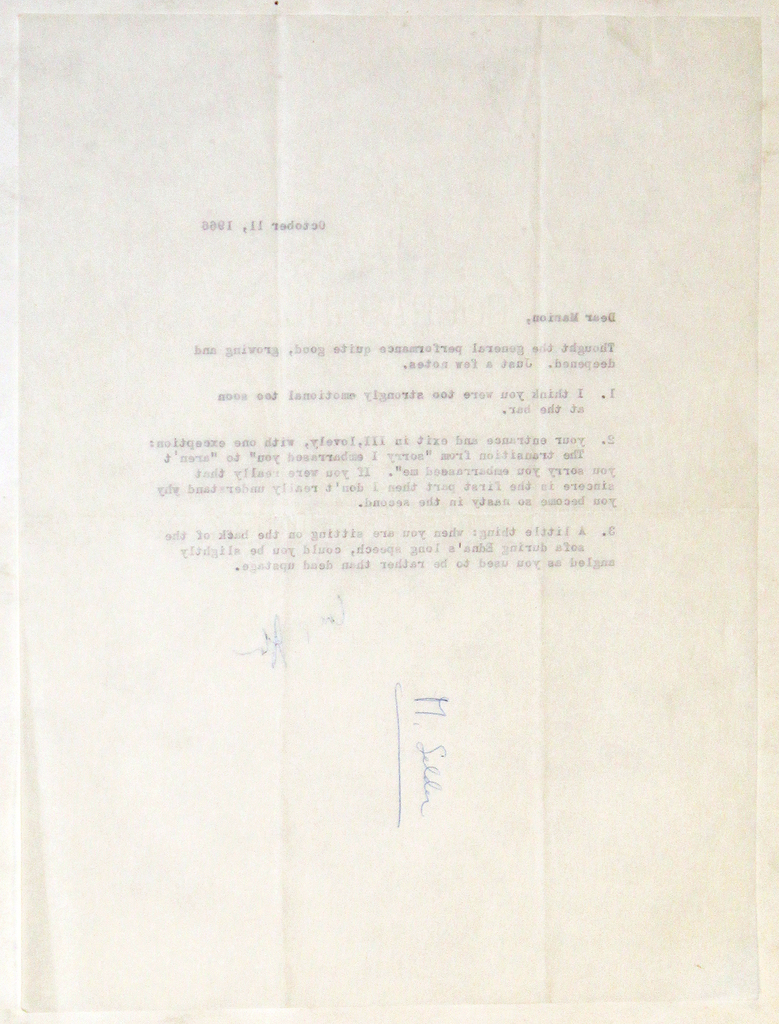 October 11, 1966
Dear Marion,
Thought the general performance quite good, growing and
deepened. Just a few notes.
1. I think you were too strongly emotional too soon
at the bar.
2. your entrance and exit in III,lovely, with one exception:
The transition from "sorry I embarrased you" to "aren't
you sorry you embarrassed me". If you were really that
sincere in the first part then I don't really understand why
you become so nasty in the second.
3. A little thing: when you are sitting on the back of the
sofa during Edna's long speech, could you be slightly
angled as you used to be rather than dead upstage.
M. Selder